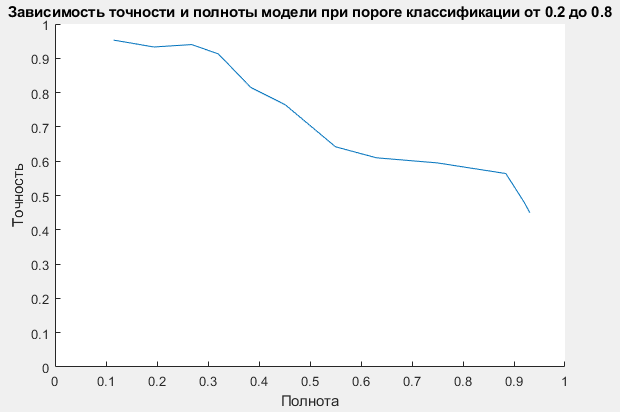 Зависимость точности и полноты модели при пороге классификации от 0.2 до 0.8
1
0.9
0.8
0.7
0.6
0.5
0.4
0.3
0.2
0.1
0
Точность
0 0.1 0.2 0.3 0.4 0.5 0.6 0.7 0.8 0.9 1
Полнота